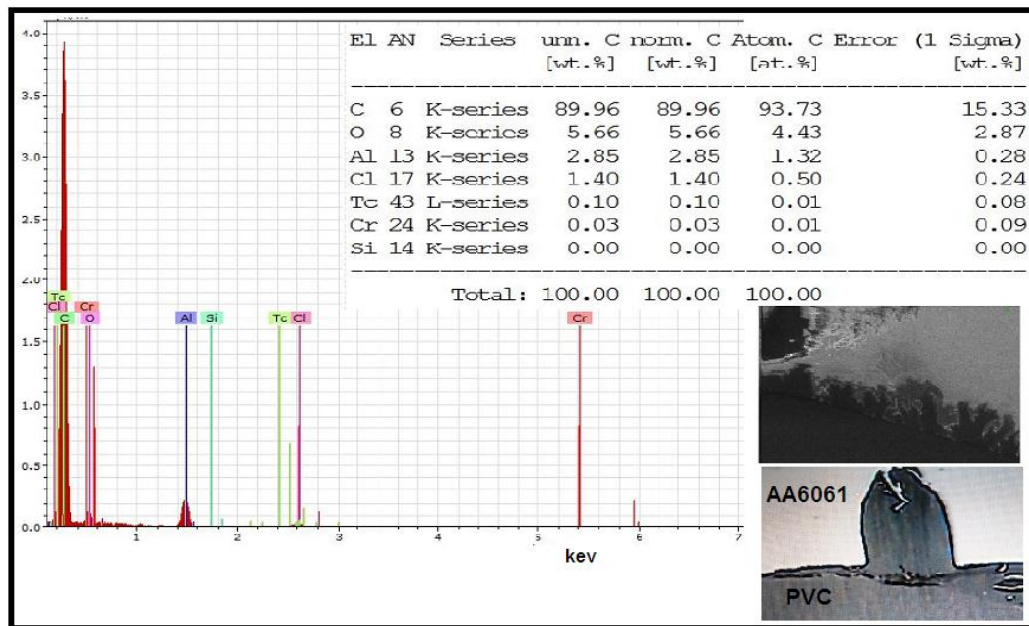 El AN Series unn. C norm. C Atom. C Error (1 Sigma)
[wt.%] [wt.%] [at.%] [wt.%]
C 6 K-series 89.96 89.96 93.73 15.33
O 8 K-series 5.66 5.66 4.43 2.87
Al 13 K-series 2.85 2.85 1.32 0.28
Cl 17 K-series 1.40 1.40 0.50 0.24
Tc 43 L-series 0.10 0.10 0.01 0.08
Cr 24 K-series 0.03 0.03 0.01 0.09
Si 14 K-series 0.00 0.00 0.00 0.00
Total: 100.00 100.00 100.00
4.0
3.5
3.0
2.5
2.0
1.5
1.0
0.5
0.0
Tc
Cl Cr Al Si Tc Cl Cr
C O
1 2 3 4 5 6 7
kev
AA6061
PVC